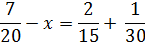 7/20 − x = 2/15 + 1/30